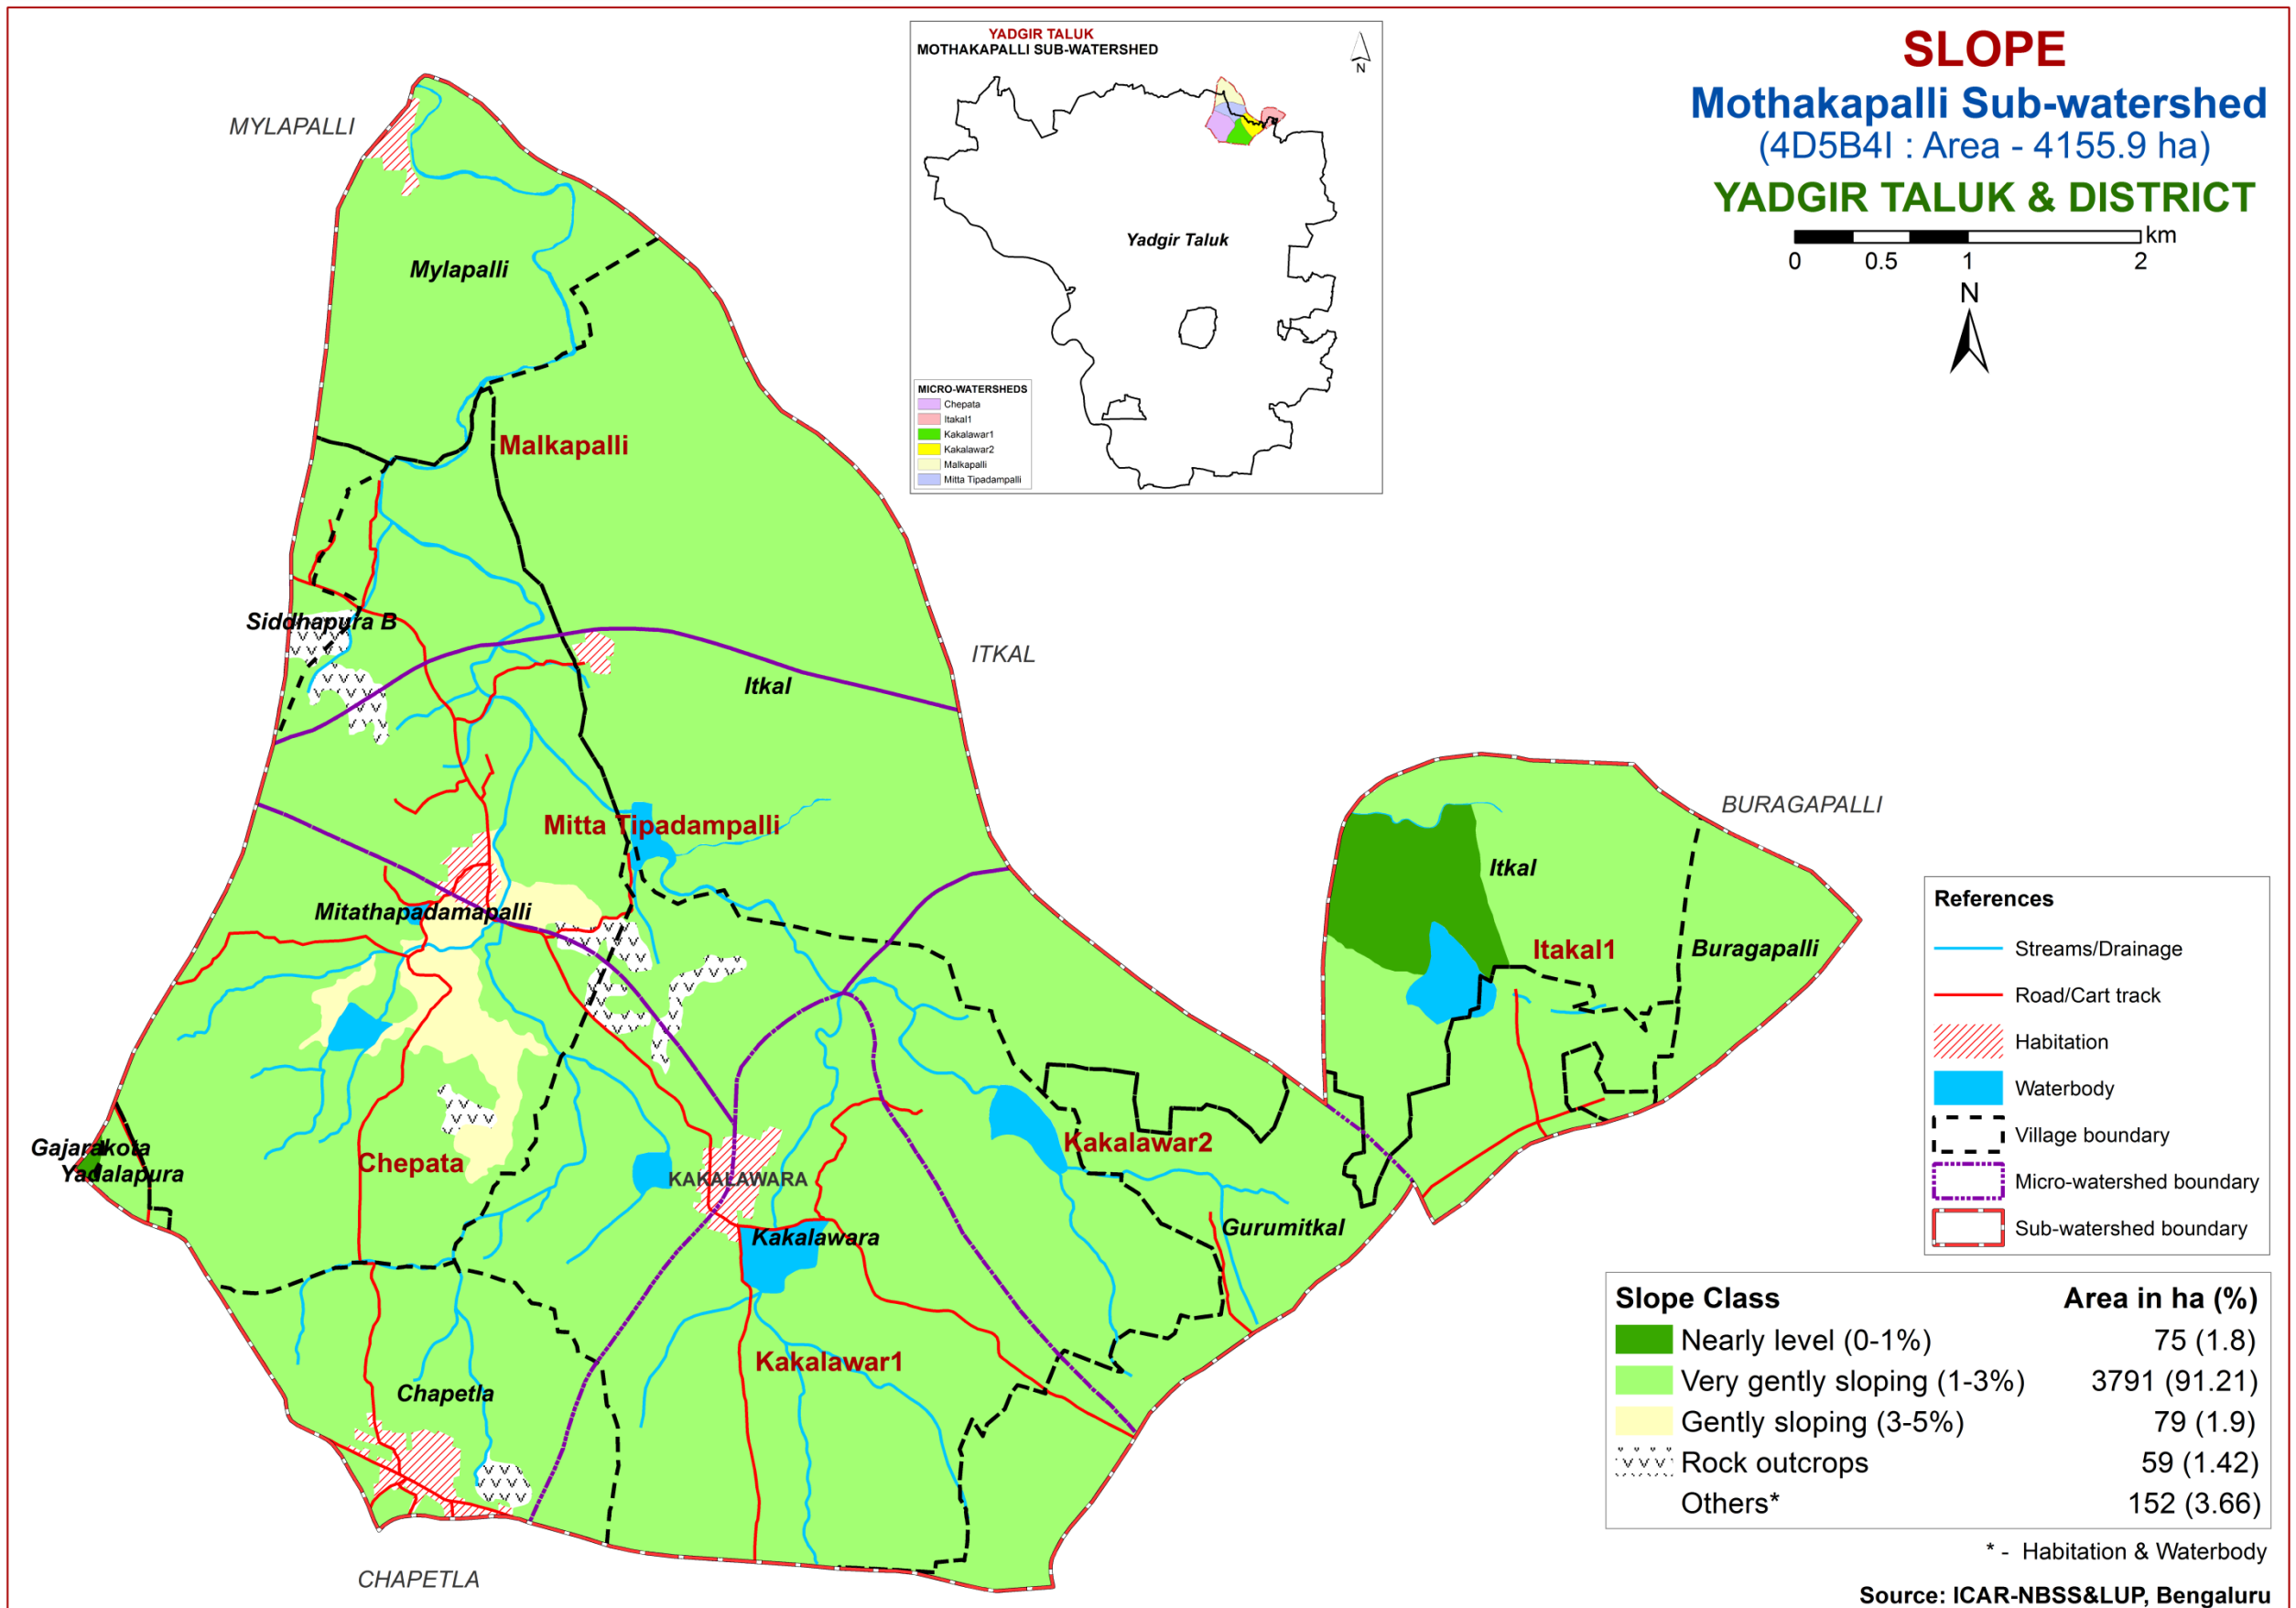 SLOPE
Mothakapalli Sub-watershed
(4D5B4I : Area - 4155.9 ha)
YADGIR TALUK & DISTRICT
km
0 0.5 1 2
N
YADGIR TALUK
MOTHAKAPALLI SUB-WATERSHED
N
Yadgir Taluk
MICRO-WATERSHEDS
Chepata
Itakal1
Kakalawar1
Kakalawar2
Malkapalli
Mitta Tipadampalli
MYLAPALLI
Mylapalli
Malkapalli
Siddhapura B
ITKAL
Itkal
Mitta Tipadampalli
BURAGAPALLI
Itkal
Mitathapadamapalli
Itakal1
Buragapalli
Gajarakota
Yadalapura
Chepata
KAKALAWARA
Kakalawar2
Kakalawara
Gurumitkal
Kakalawar1
Chapetla
CHAPETLA
References
Streams/Drainage
Road/Cart track
Habitation
Waterbody
Village boundary
Micro-watershed boundary
Sub-watershed boundary
Slope Class Area in ha (%)
Nearly level (0-1%) 75 (1.8)
Very gently sloping (1-3%) 3791 (91.21)
Gently sloping (3-5%) 79 (1.9)
Rock outcrops 59 (1.42)
Others* 152 (3.66)
* - Habitation & Waterbody
Source: ICAR-NBSS&LUP, Bengaluru